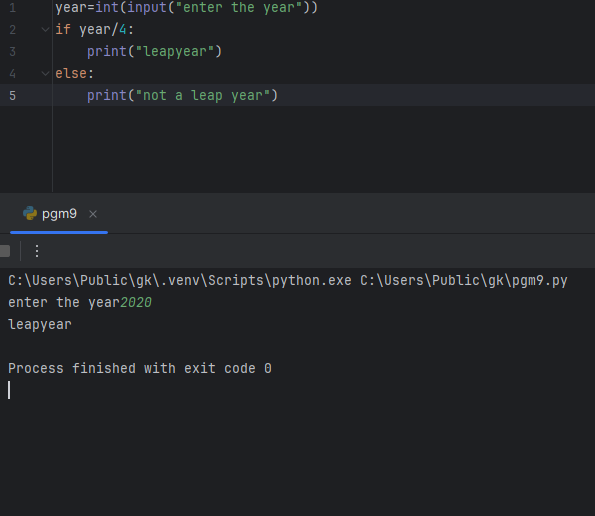 1 year=int(input("enter the year"))
2 if year/4:
3     print("leapyear")
4 else:
5     print("not a leap year")
pgm9
C:\Users\Public\gk\.venv\Scripts\python.exe C:\Users\Public\gk\pgm9.py
enter the year2020
leapyear
Process finished with exit code 0